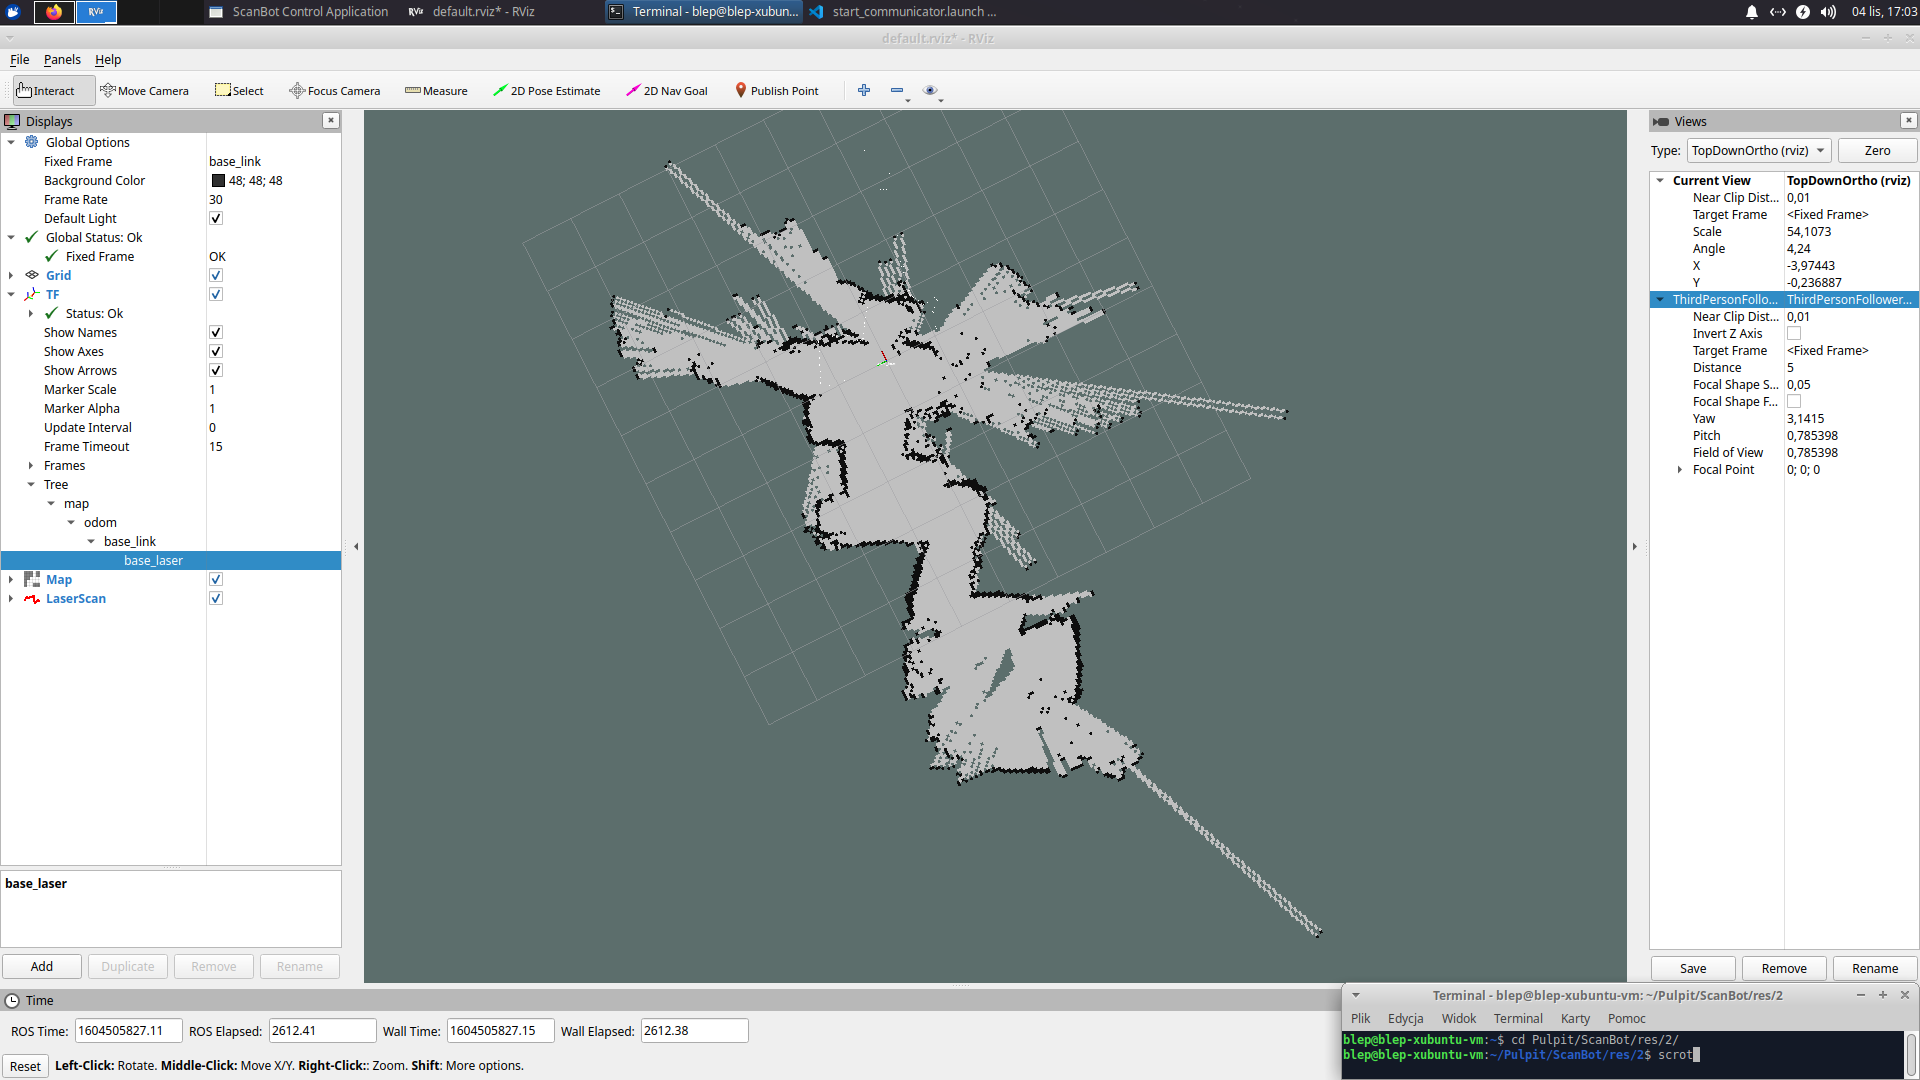 ScanBot Control Application
RViz default.rviz* - RViz
Terminal - blep@blep-xubun...
start_communicator.launch ...
04 lis, 17:03
RViz
default.rviz* - RViz
File Panels Help
Interact
Move Camera
Select
Focus Camera
Measure
2D Pose Estimate
2D Nav Goal
Publish Point
Displays
Global Options
Fixed Frame base_link
Background Color 48; 48; 48
Frame Rate 30
Default Light
Global Status: Ok
Fixed Frame OK
Grid
TF
Status: Ok
Show Names
Show Axes
Show Arrows
Marker Scale 1
Marker Alpha 1
Update Interval 0
Frame Timeout 15
Frames
Tree
map
odom
base_link
base_laser
Map
LaserScan
base_laser
Add Duplicate Remove Rename
Views
Type: TopDownOrtho (rviz) Zero
Current View TopDownOrtho (rviz)
Near Clip Dist... 0,01
Target Frame <Fixed Frame>
Scale 54,1073
Angle 4,24
X -3,97443
Y -0,236887
ThirdPersonFollo... ThirdPersonFollower...
Near Clip Dist... 0,01
Invert Z Axis
Target Frame <Fixed Frame>
Distance 5
Focal Shape S... 0,05
Focal Shape F...
Yaw 3,1415
Pitch 0,785398
Field of View 0,785398
Focal Point 0; 0; 0
Save Remove Rename
Time
ROS Time: 1604505827.11 ROS Elapsed: 2612.41 Wall Time: 1604505827.15 Wall Elapsed: 2612.38
Reset Left-Click: Rotate. Middle-Click: Move X/Y. Right-Click:: Zoom. Shift: More options.
Terminal - blep@blep-xubuntu-vm: ~/Pulpit/ScanBot/res/2
Plik Edycja Widok Terminal Karty Pomoc
blep@blep-xubuntu-vm:~$ cd Pulpit/ScanBot/res/2/
blep@blep-xubuntu-vm:~/Pulpit/ScanBot/res/2$ scrot